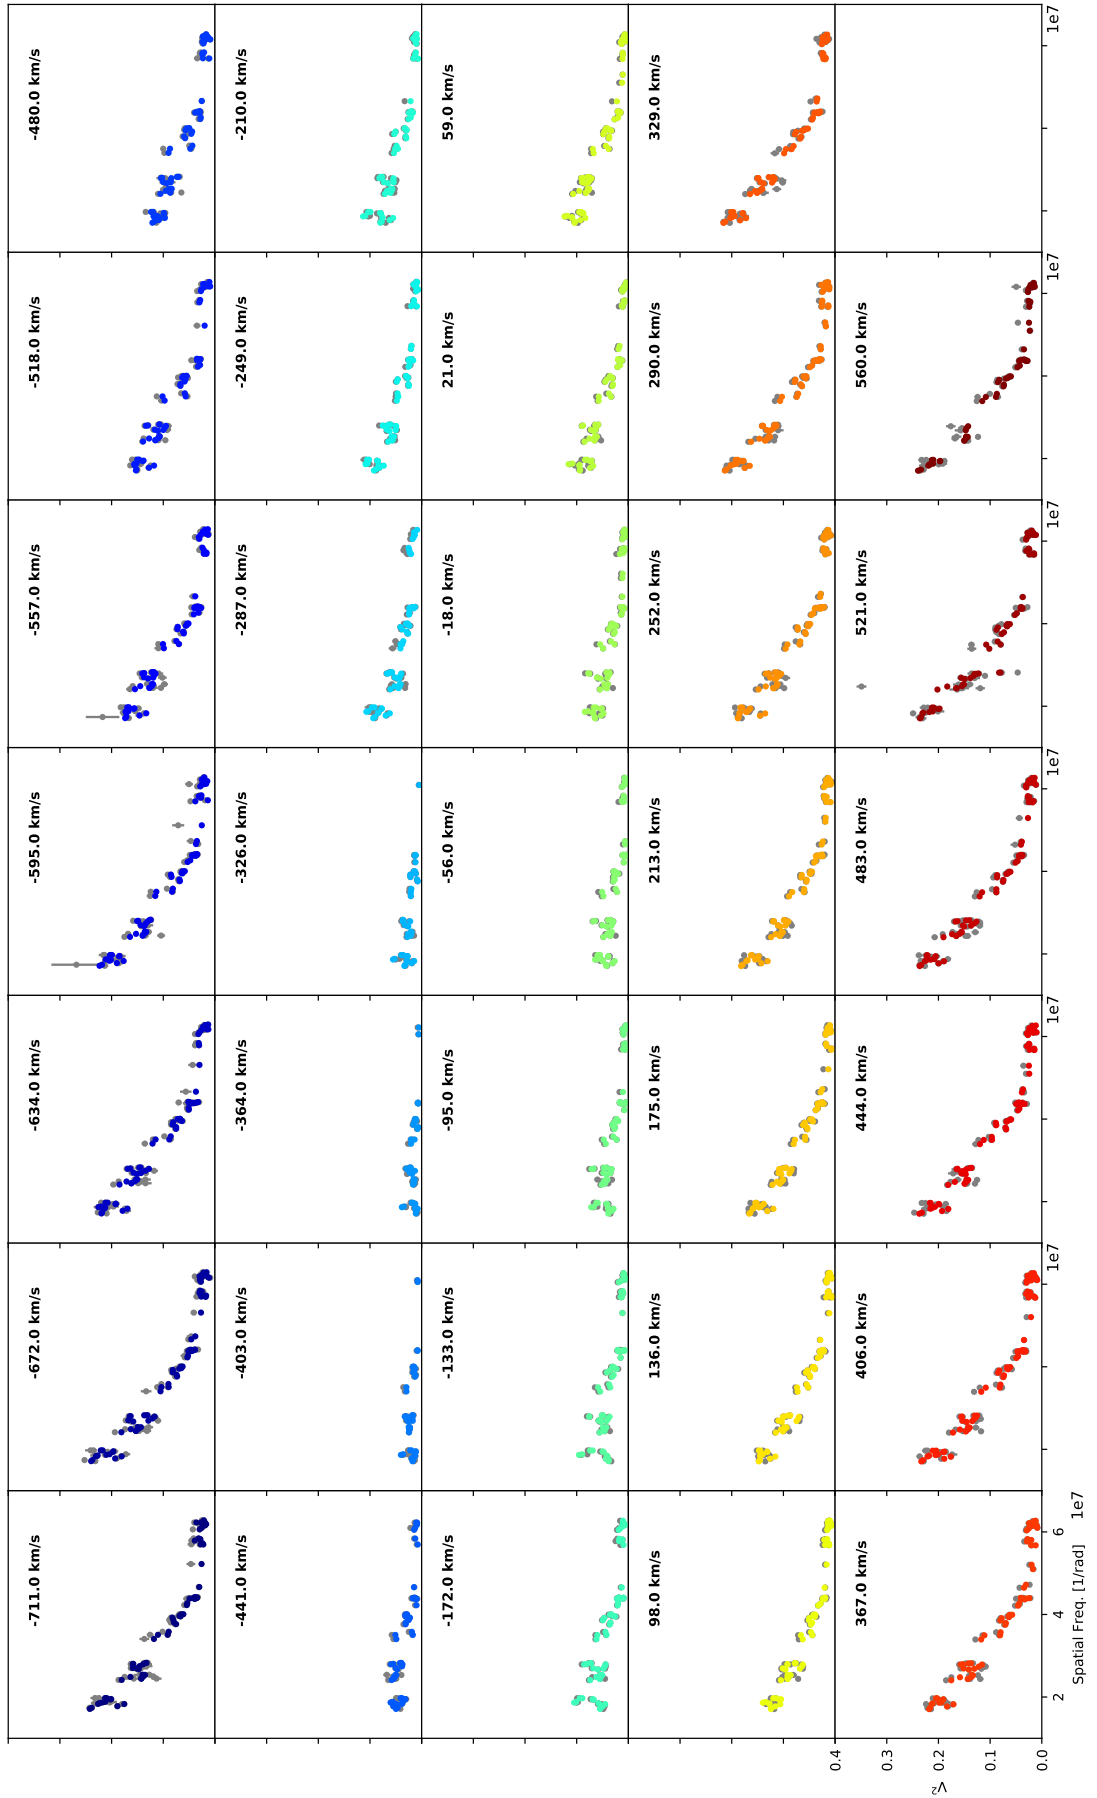 -711.0 km/s
-672.0 km/s
-634.0 km/s
-595.0 km/s
-557.0 km/s
-518.0 km/s
-480.0 km/s
-441.0 km/s
-403.0 km/s
-364.0 km/s
-326.0 km/s
-287.0 km/s
-249.0 km/s
-210.0 km/s
-172.0 km/s
-133.0 km/s
-95.0 km/s
-56.0 km/s
-18.0 km/s
21.0 km/s
59.0 km/s
98.0 km/s
136.0 km/s
175.0 km/s
213.0 km/s
252.0 km/s
290.0 km/s
329.0 km/s
367.0 km/s
406.0 km/s
444.0 km/s
483.0 km/s
521.0 km/s
560.0 km/s
0.4
0.3
0.2
0.1
0.0
V²
2 4 6
1e7 1e7 1e7 1e7 1e7 1e7 1e7
Spatial Freq. [1/rad]